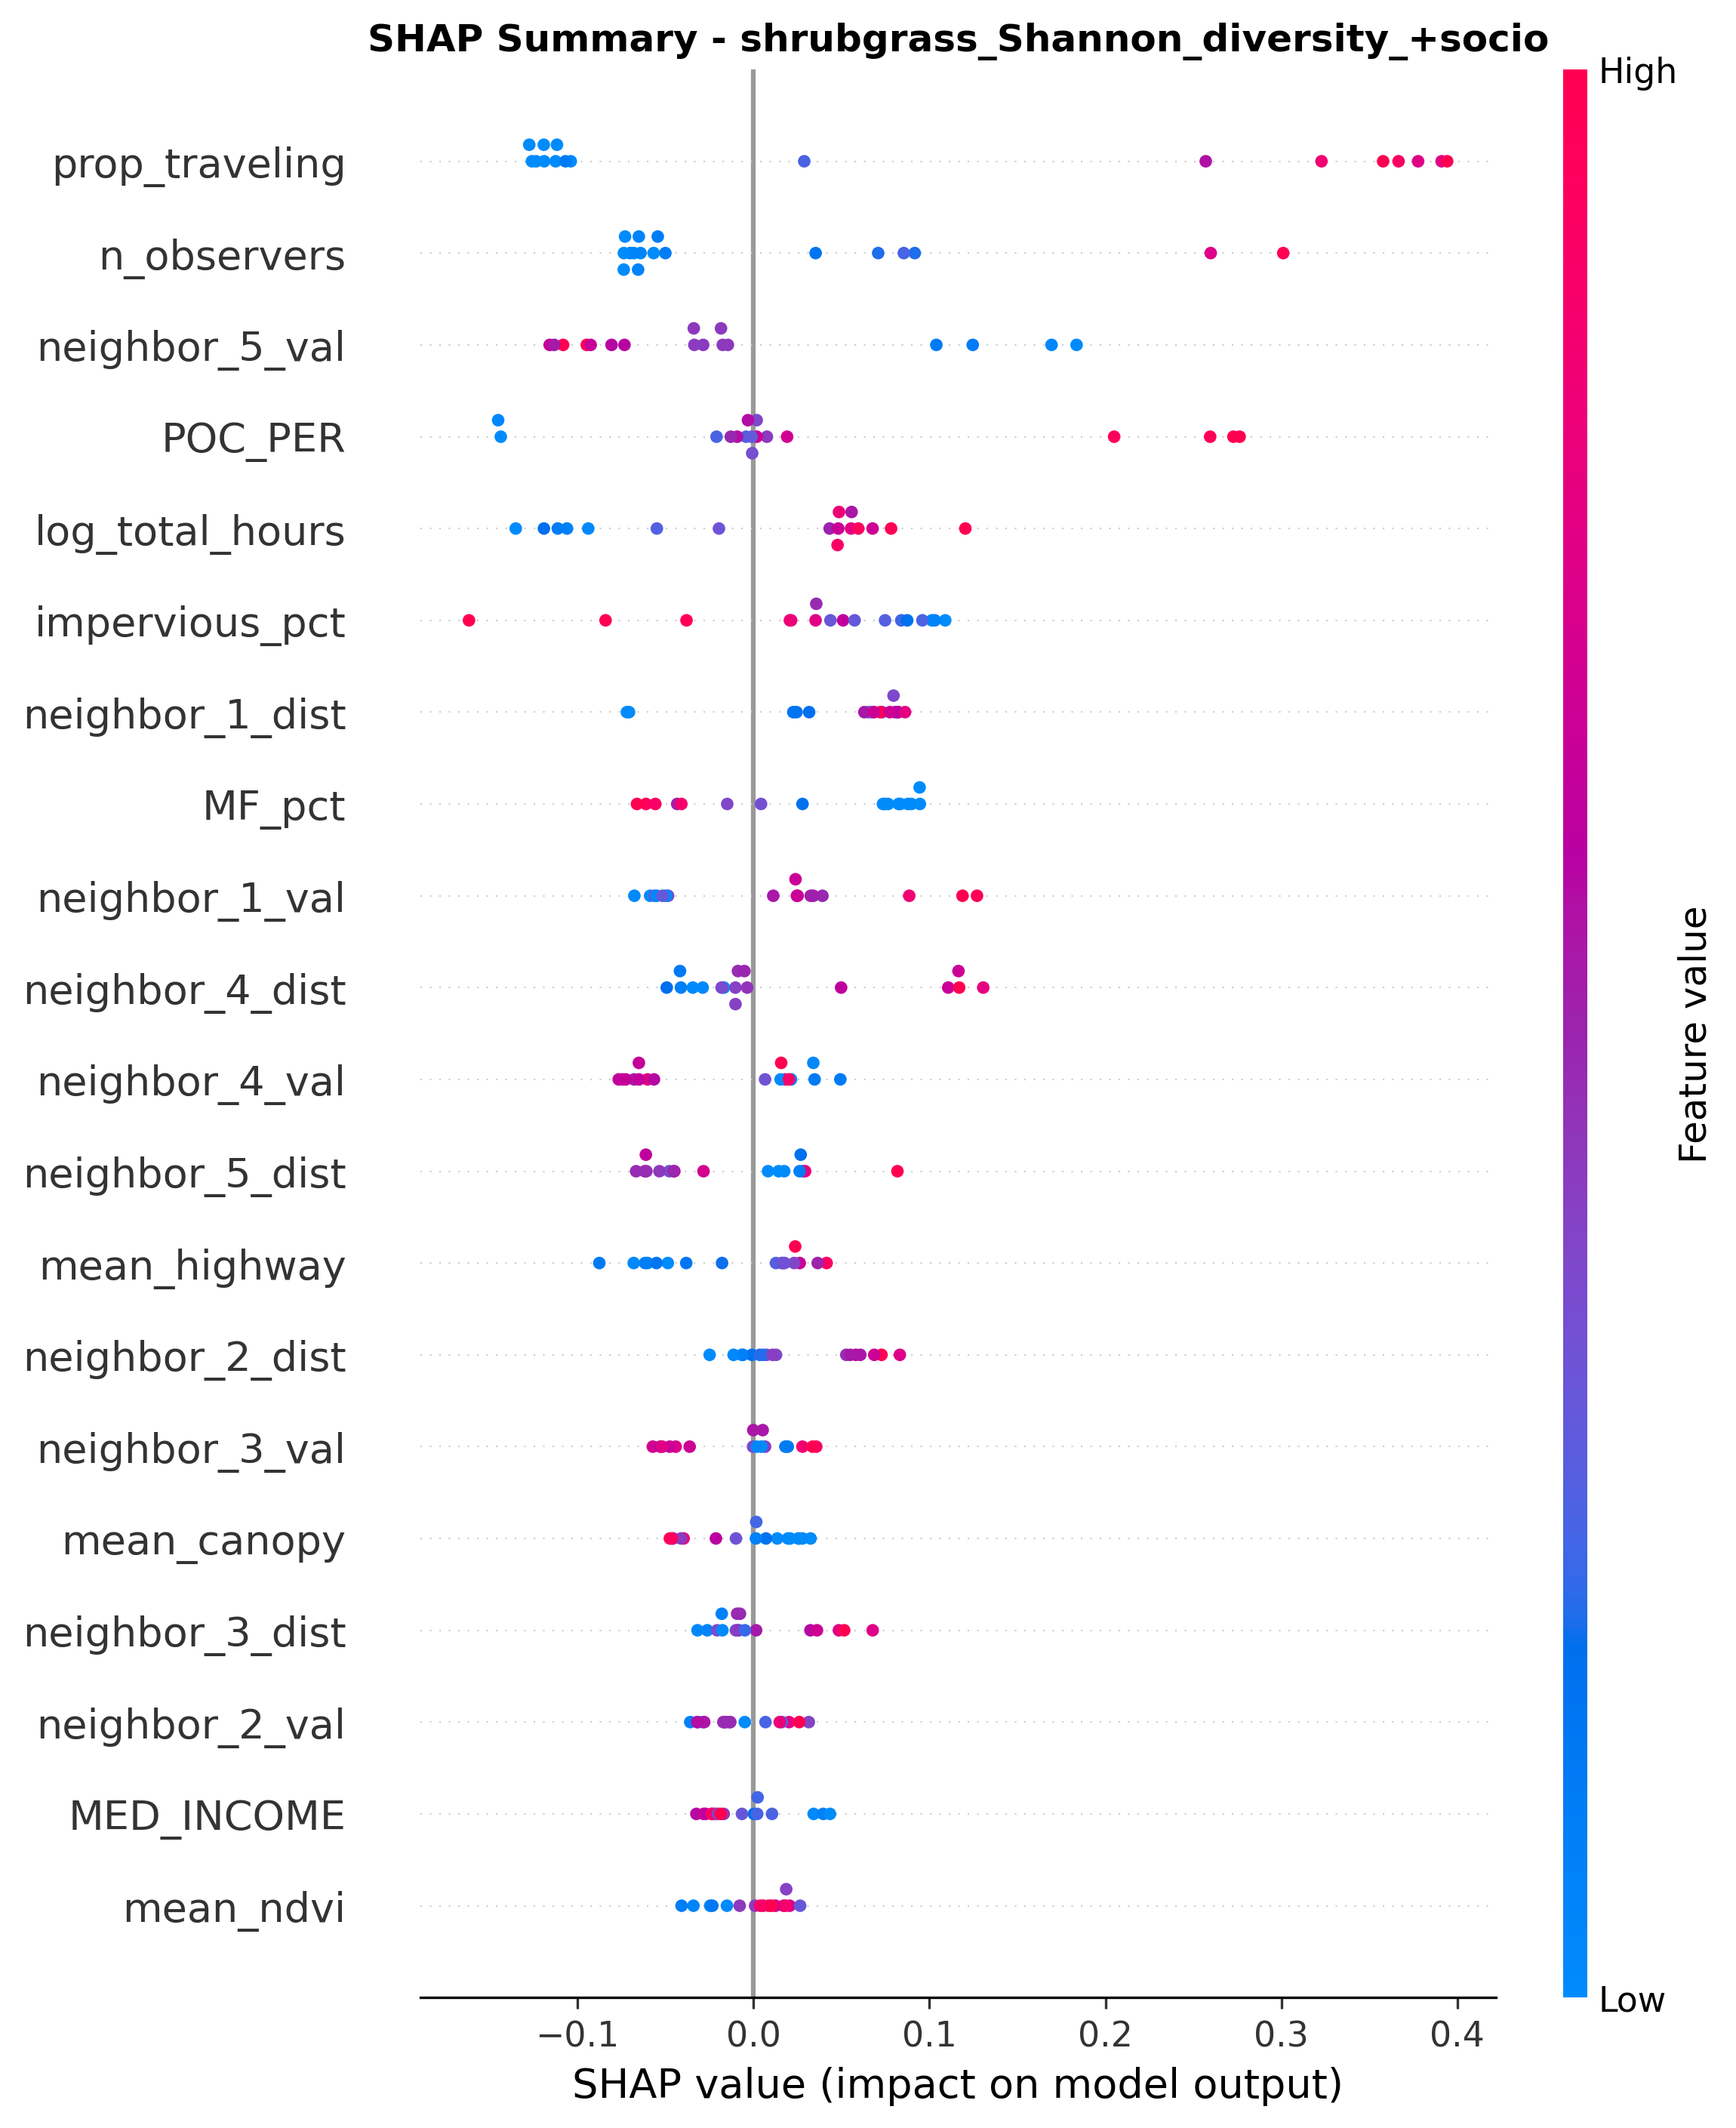 SHAP Summary - shrubgrass_Shannon_diversity_+socio
High
prop_traveling
n_observers
neighbor_5_val
POC_PER
log_total_hours
impervious_pct
neighbor_1_dist
MF_pct
neighbor_1_val
neighbor_4_dist
neighbor_4_val
neighbor_5_dist
mean_highway
neighbor_2_dist
neighbor_3_val
mean_canopy
neighbor_3_dist
neighbor_2_val
MED_INCOME
mean_ndvi
Feature value
Low
−0.1 0.0 0.1 0.2 0.3 0.4
SHAP value (impact on model output)